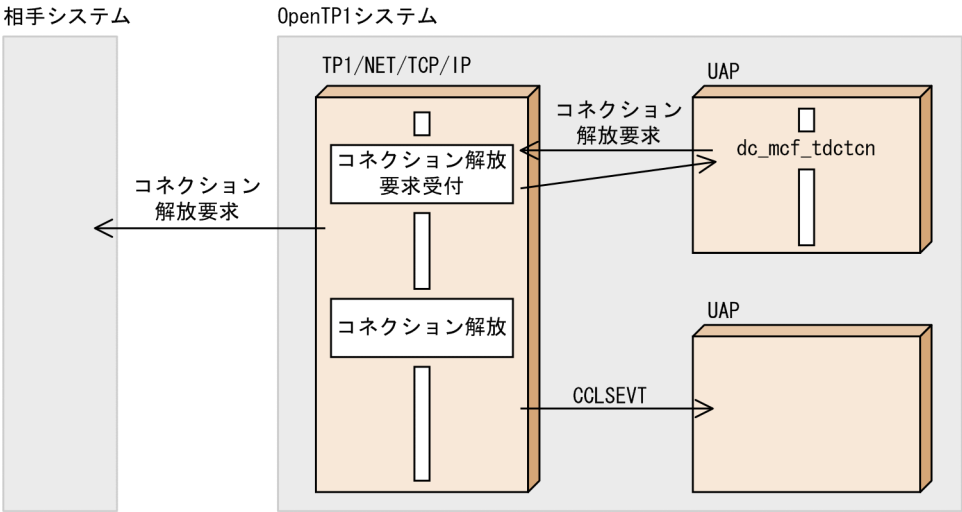 相手システム
OpenTP1システム
TP1/NET/TCP/IP
UAP
コネクション
解放要求
dc_mcf_tdctcn
コネクション解放
要求受付
コネクション
解放要求
コネクション解放
UAP
CCLSEVT